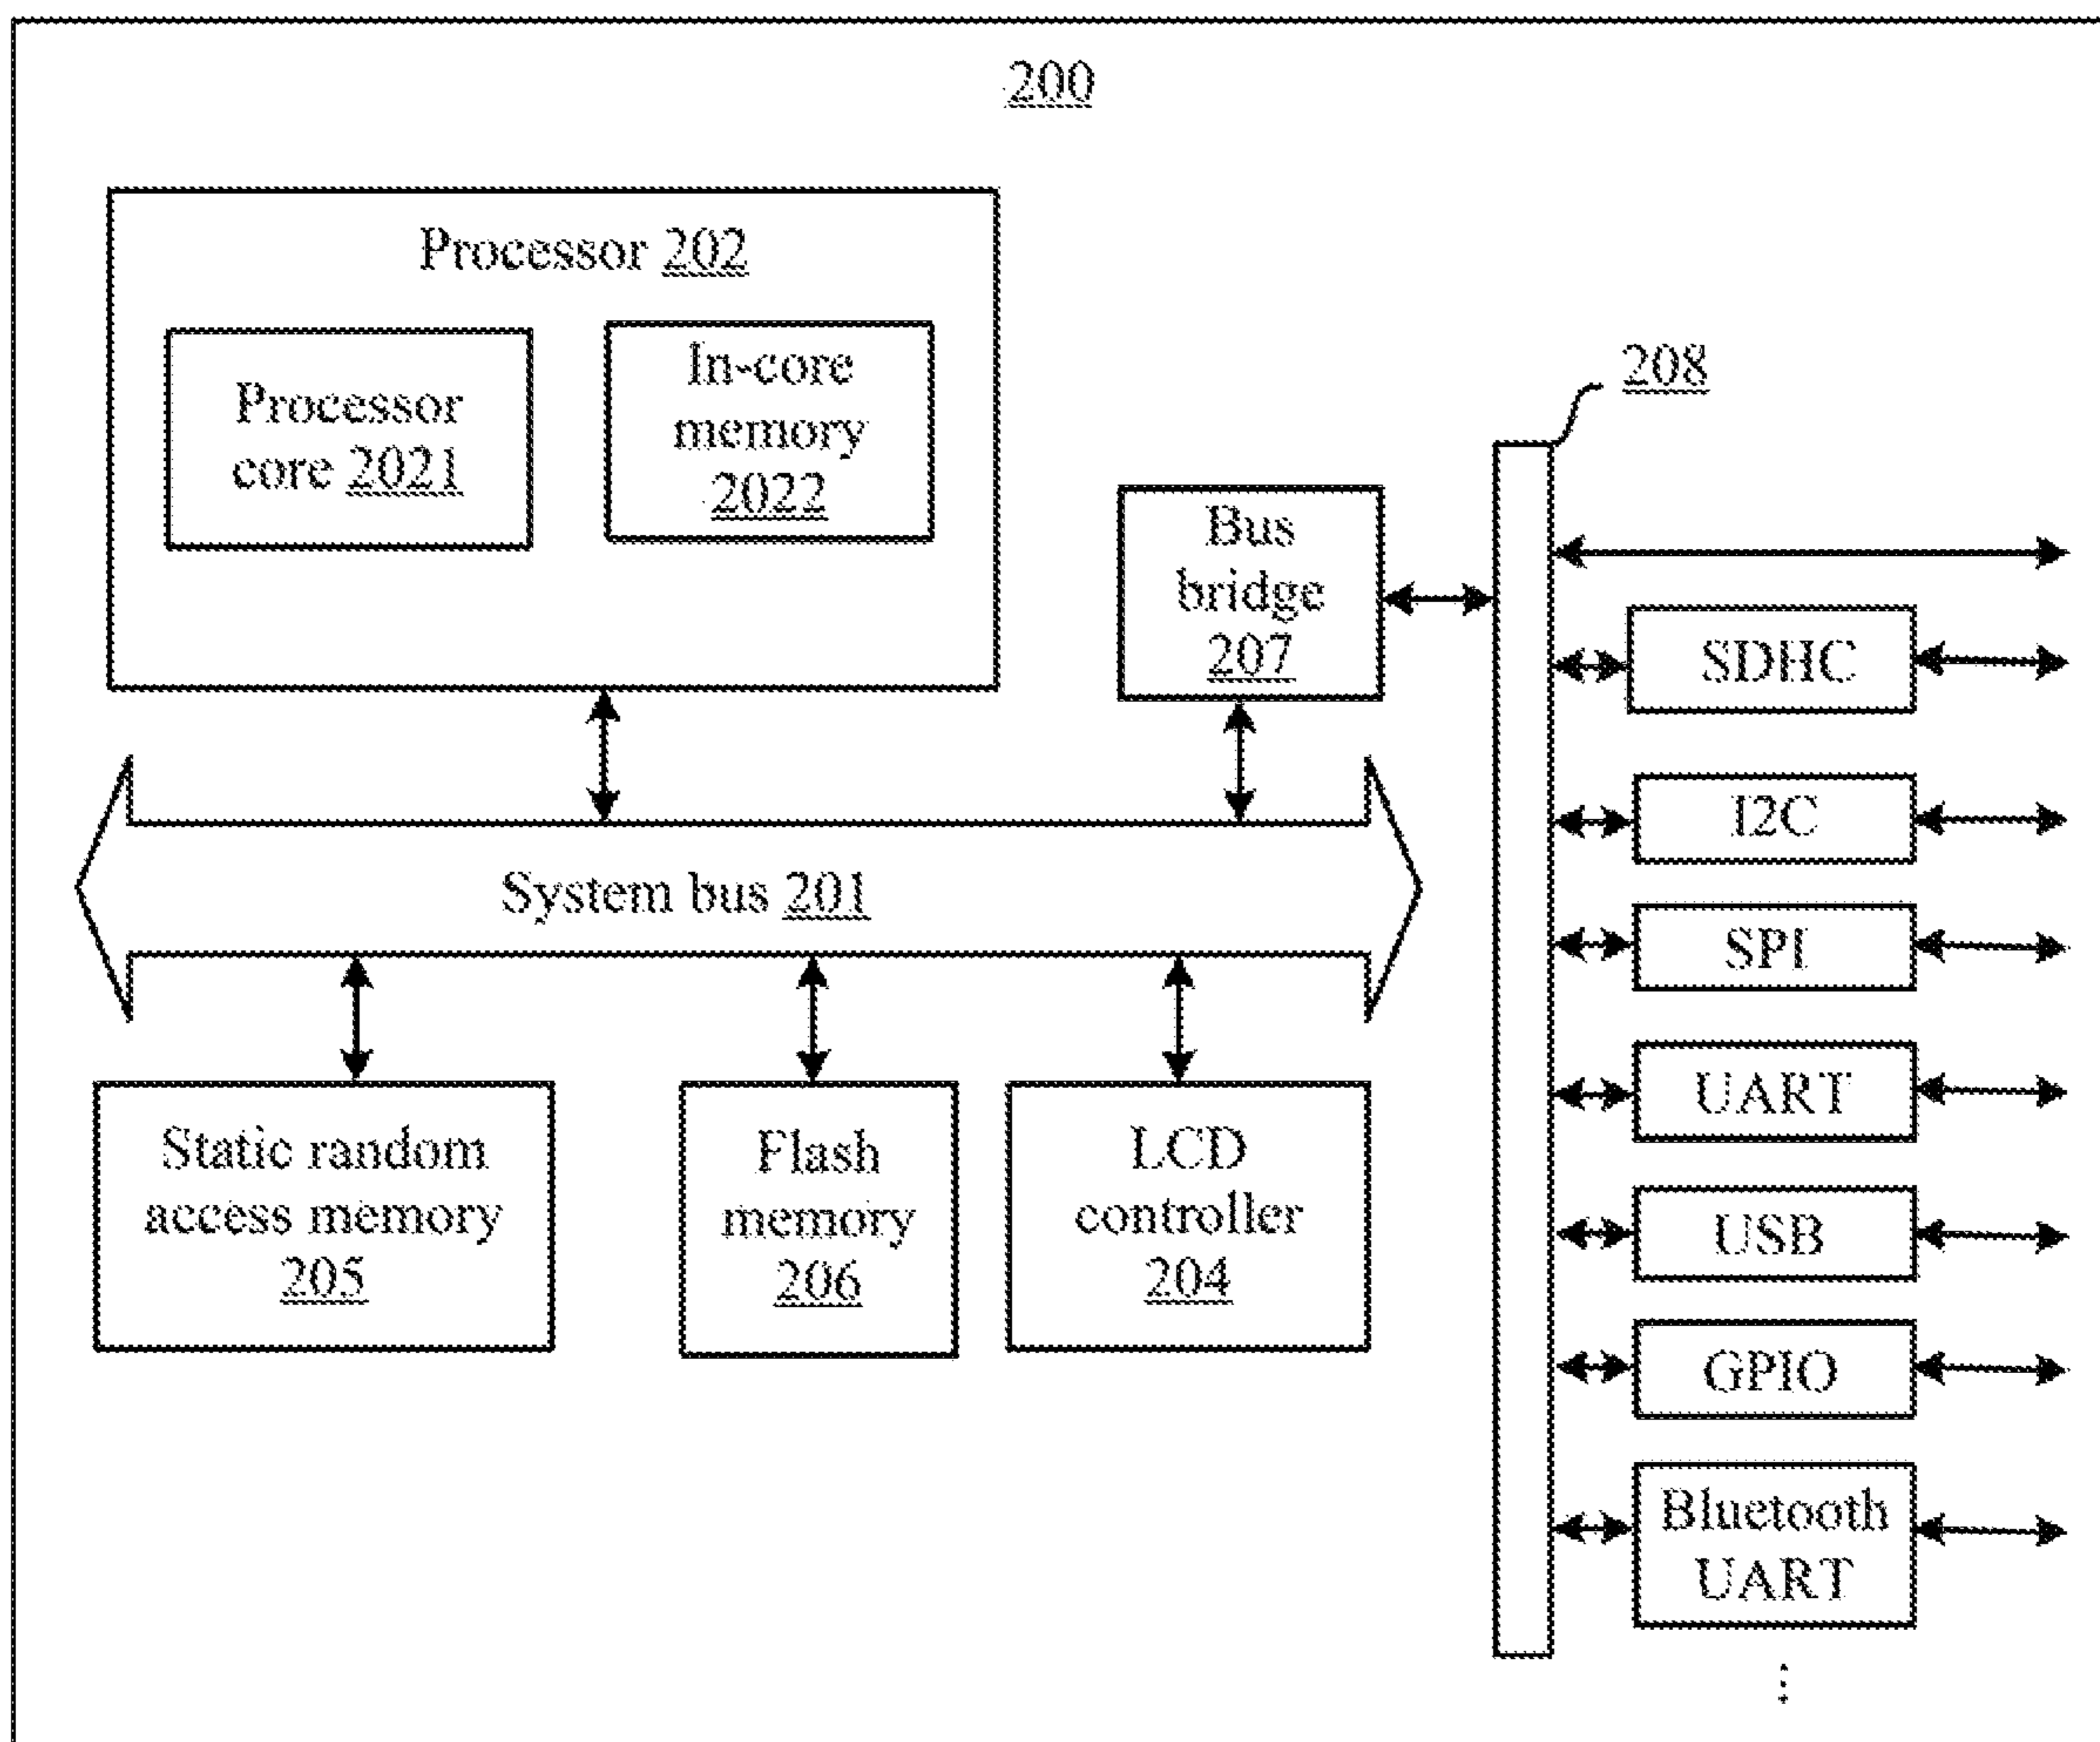 200
Processor 202
Processor
core 2021
In-core
memory
2022
208
Bus
bridge
207
System bus 201
Static random
access memory
205
Flash
memory
206
LCD
controller
204
SDHC
I2C
SPI
UART
USB
GPIO
Bluetooth
UART
⋮